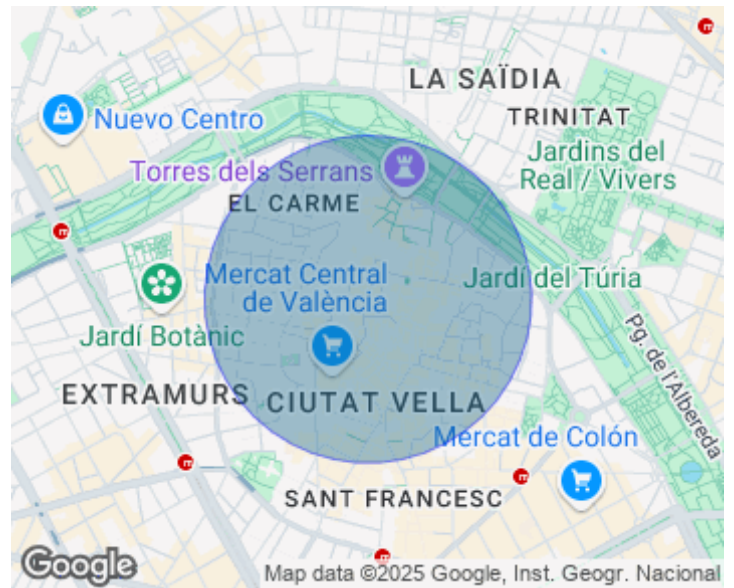 LA SAÏDIA
Nuevo Centro
TRINITAT
Torres dels Serrans
Jardins del
Real / Vivers
EL CARME
Mercat Central
de València
Jardí del Túria
Jardí Botànic
Pg. de l'Albereda
EXTRAMURS
CIUTAT VELLA
Mercat de Colón
SANT FRANCESC
Google
Map data ©2025 Google, Inst. Geogr. Nacional